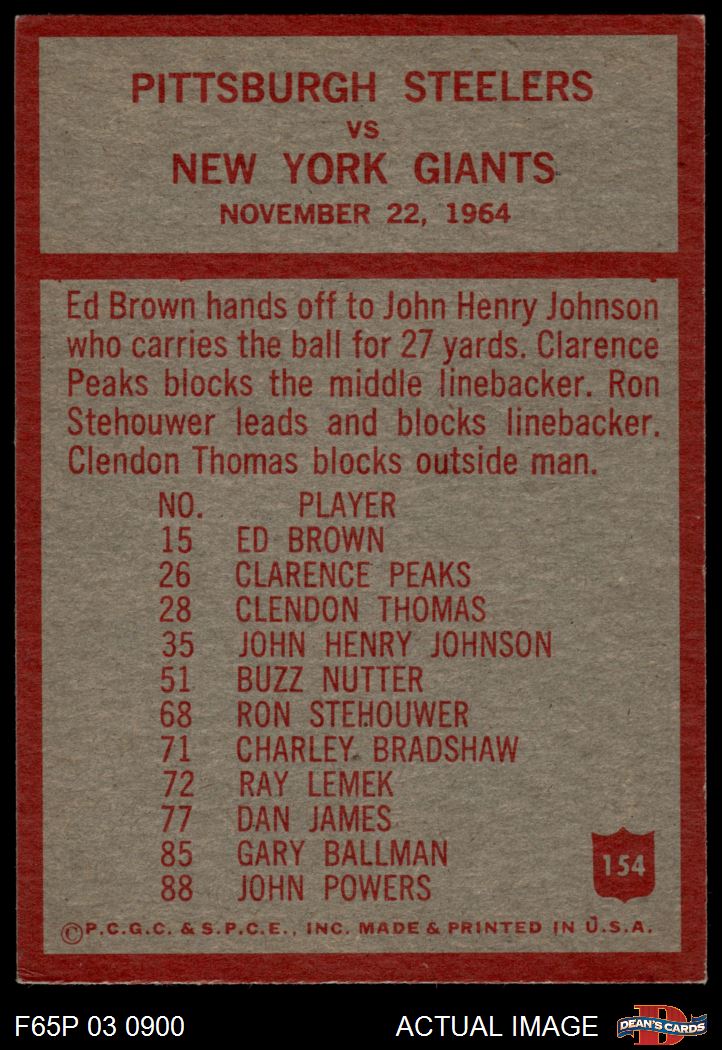 PITTSBURGH STEELERS
VS
NEW YORK GIANTS
NOVEMBER 22, 1964
Ed Brown hands off to John Henry Johnson
who carries the ball for 27 yards. Clarence
Peaks blocks the middle linebacker. Ron
Stehouwer leads and blocks linebacker.
Clendon Thomas blocks outside man.
NO. PLAYER
15 ED BROWN
26 CLARENCE PEAKS
28 CLENDON THOMAS
35 JOHN HENRY JOHNSON
51 BUZZ NUTTER
68 RON STEHOUWER
71 CHARLEY BRADSHAW
72 RAY LEMEK
77 DAN JAMES
85 GARY BALLMAN
88 JOHN POWERS
154
©P.C.G.C. & S.P.C.E., INC. MADE & PRINTED IN U.S.A.
F65P 03 0900 ACTUAL IMAGE
D
DEAN'S CARDS